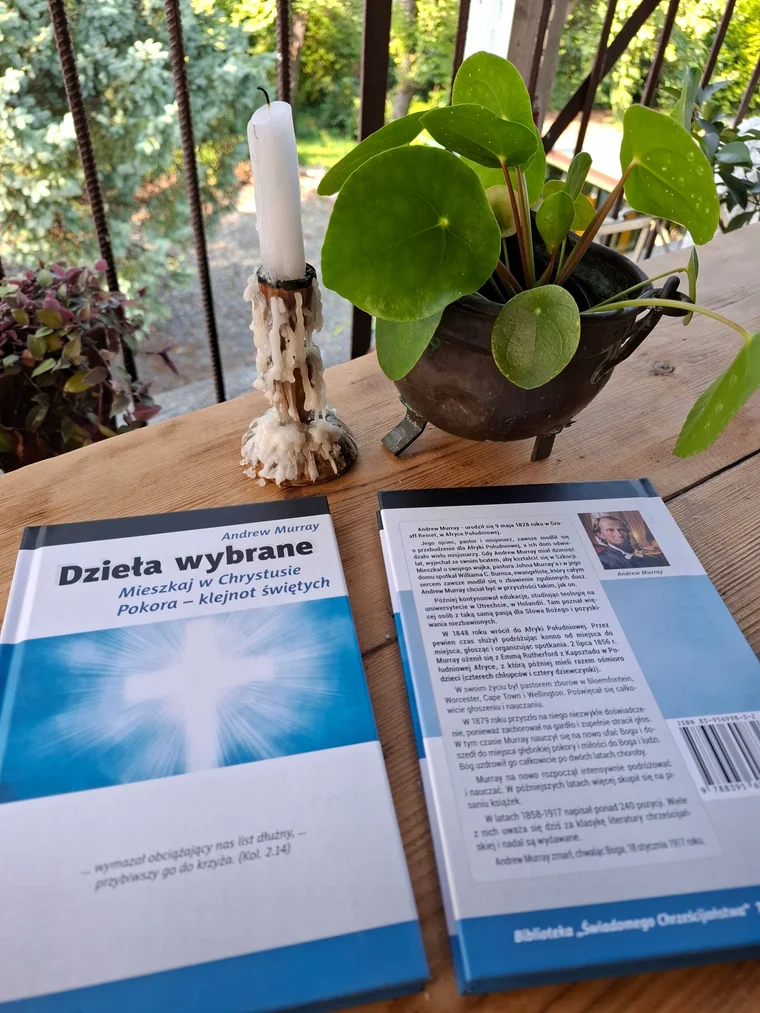 Andrew Murray
Dzieła wybrane
Mieszkaj w Chrystusie
Pokora – klejnot świętych
... wymazał obciążający nas list dłużny, ...
przybiwszy go do krzyża. (Kol. 2.14)
Andrew Murray - urodził się 9 maja 1828 roku w Gra-
aff Reinet, w Afryce Południowej.
Jego ojciec, pastor i misjonarz, zawsze modlił się
o przebudzenie dla Afryki Południowej, a ich dom odwie-
dzało wielu misjonarzy. Gdy Andrew Murray miał dziesięć
lat, wyjechał ze swoim bratem, aby kształcić się w Szkocji.
Mieszkał u swojego wujka, pastora Johna Murray'a i w jego
domu spotkał Williama C. Burnsa, ewangelistę, który całym
sercem zawsze modlił się o zbawienie zgubionych dusz.
Andrew Murray chciał być w przyszłości takim, jak on.
Później kontynuował edukację, studiując teologię na
uniwersytecie w Utrechcie, w Holandii. Tam poznał wię-
cej osób z taką samą pasją dla Słowa Bożego i pozyski-
wania niezbawionych.
W 1848 roku wrócił do Afryki Południowej. Przez
pewien czas służył podróżując konno od miejsca do
miejsca, głosząc i organizując spotkania. 2 lipca 1856 r.
Murray ożenił się z Emmą Rutherford z Kapsztadu w Po-
łudniowej Afryce, z którą później mieli razem ośmioro
dzieci (czterech chłopców i cztery dziewczynki).
W swoim życiu był pastorem zborów w Bloemfontein,
Worcester, Cape Town i Wellington. Poświęcał się całko-
wicie głoszeniu i nauczaniu.
W 1879 roku przyszło na niego niezwykłe doświadcze-
nie, ponieważ zachorował na gardło i zupełnie stracił głos.
W tym czasie Murray nauczył się na nowo ufać Bogu i do-
szedł do miejsca głębokiej pokory i miłości do Boga i ludzi.
Bóg uzdrowił go całkowicie po dwóch latach choroby.
Murray na nowo rozpoczął intensywnie podróżować
i nauczać. W późniejszych latach więcej skupił się na pi-
saniu książek.
W latach 1858-1917 napisał ponad 240 pozycji. Wiele
z nich uważa się dziś za klasykę literatury chrześcijań-
skiej i nadal są wydawane.
Andrew Murray zmarł, chwaląc Boga, 18 stycznia 1917 roku.
Andrew Murray
ISBN 83-954998-5-2
9 788395 4
Biblioteka „Świadomego Chrześcijaństwa"